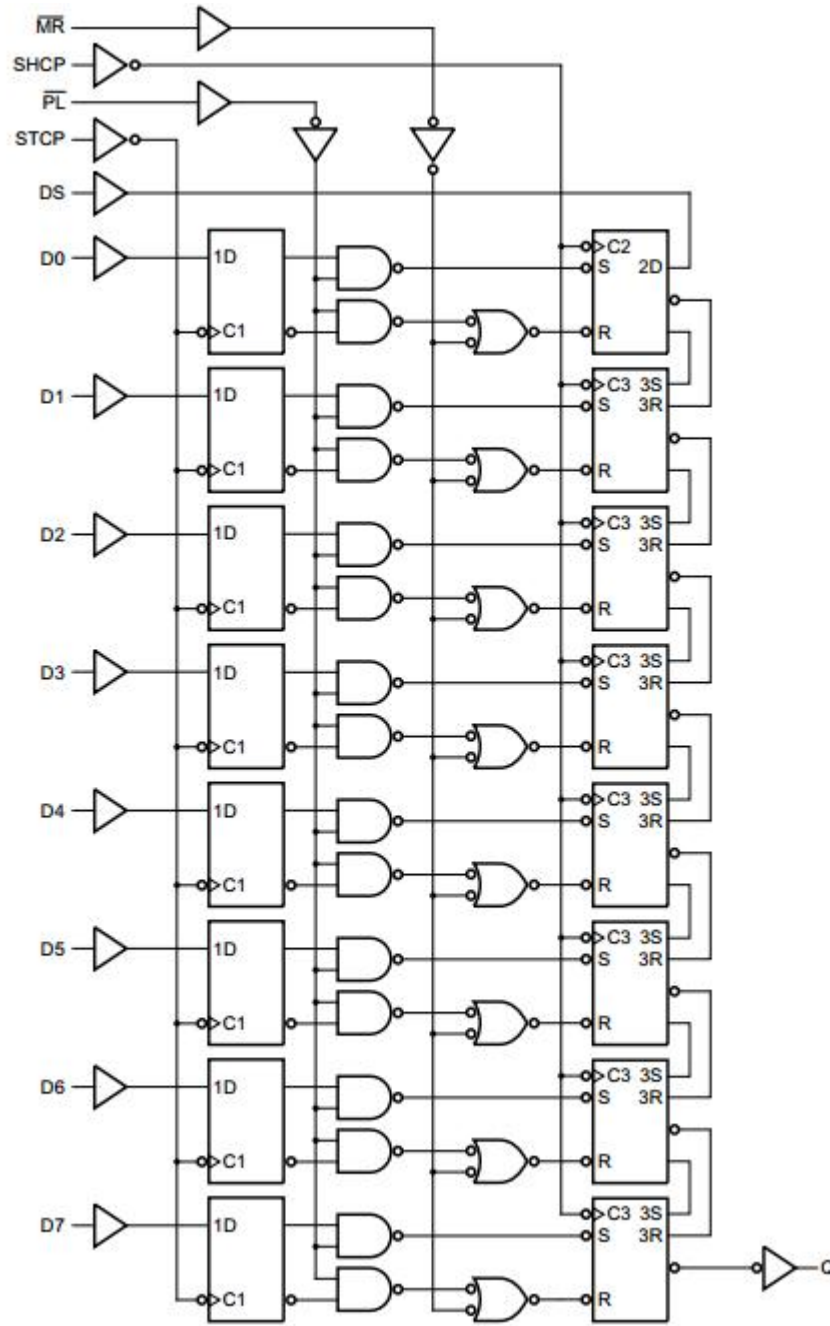 M̅R̅
SHCP
P̅L̅
STCP
DS
D0 1D C2
S 2D
C1 R
D1 1D C3 3S
S 3R
C1 R
D2 1D C3 3S
S 3R
C1 R
D3 1D C3 3S
S 3R
C1 R
D4 1D C3 3S
S 3R
C1 R
D5 1D C3 3S
S 3R
C1 R
D6 1D C3 3S
S 3R
C1 R
D7 1D C3 3S
S 3R
Q
C1 R